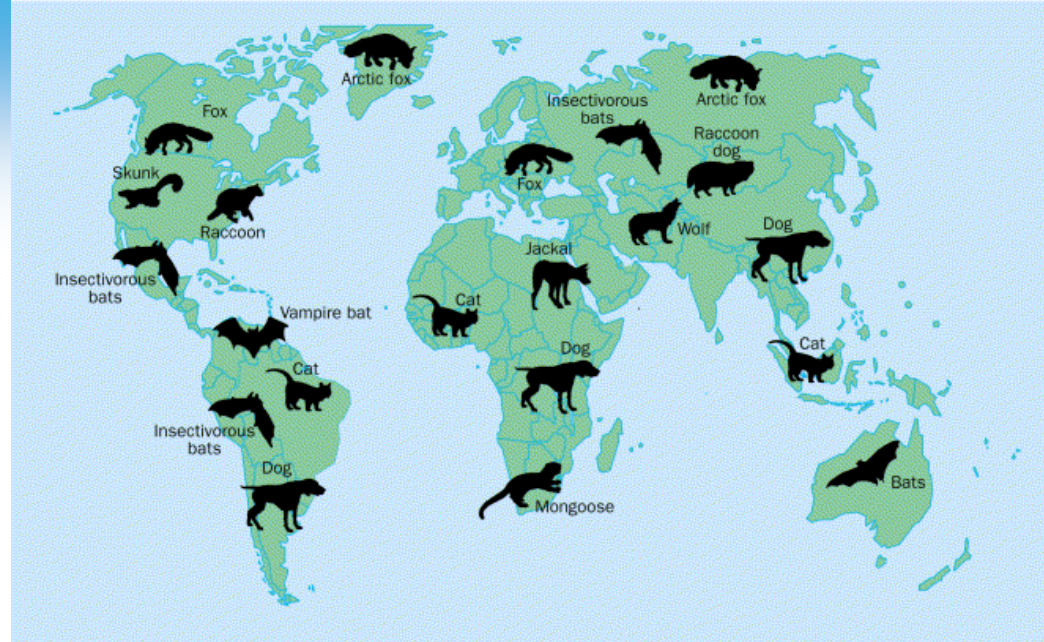 Arctic fox
Arctic fox
Fox
Insectivorous
bats
Raccoon
dog
Skunk
Fox
Raccoon
Wolf
Dog
Jackal
Insectivorous
bats
Cat
Vampire bat
Cat
Dog
Cat
Insectivorous
bats
Dog
Bats
Mongoose